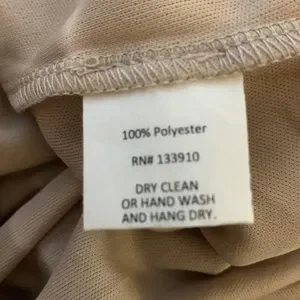 100% Polyester
RN# 133910
DRY CLEAN
OR HAND WASH
AND HANG DRY.